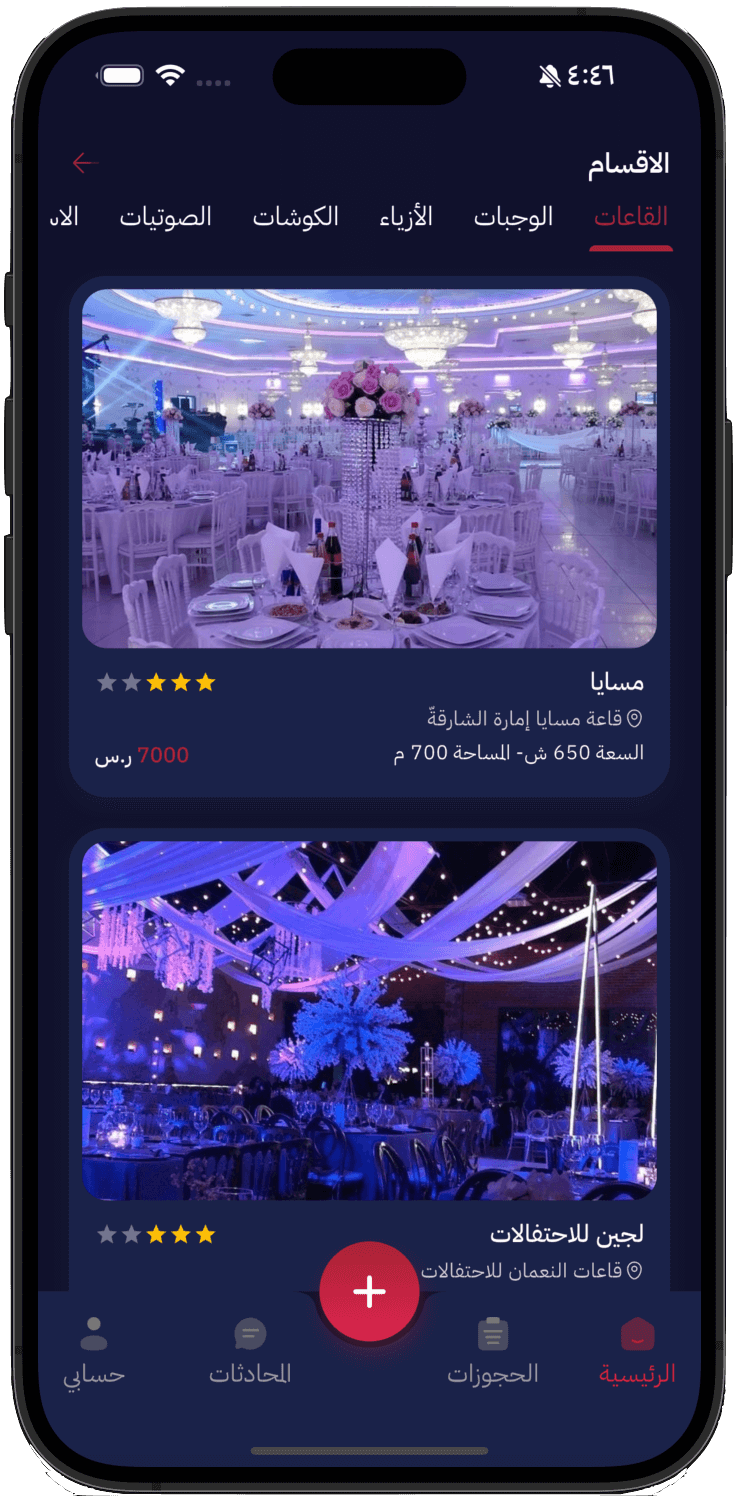 ٤:٤٦
الاقسام
القاعات الوجبات الأزياء الكوشات الصوتيات الاس
مسايا
قاعة مسايا إمارة الشارقةّ
السعة 650 ش- المساحة 700 م
7000 ر.س
لجين للاحتفالات
قاعات النعمان للاحتفالات
الرئيسية الحجوزات المحادثات حسابي